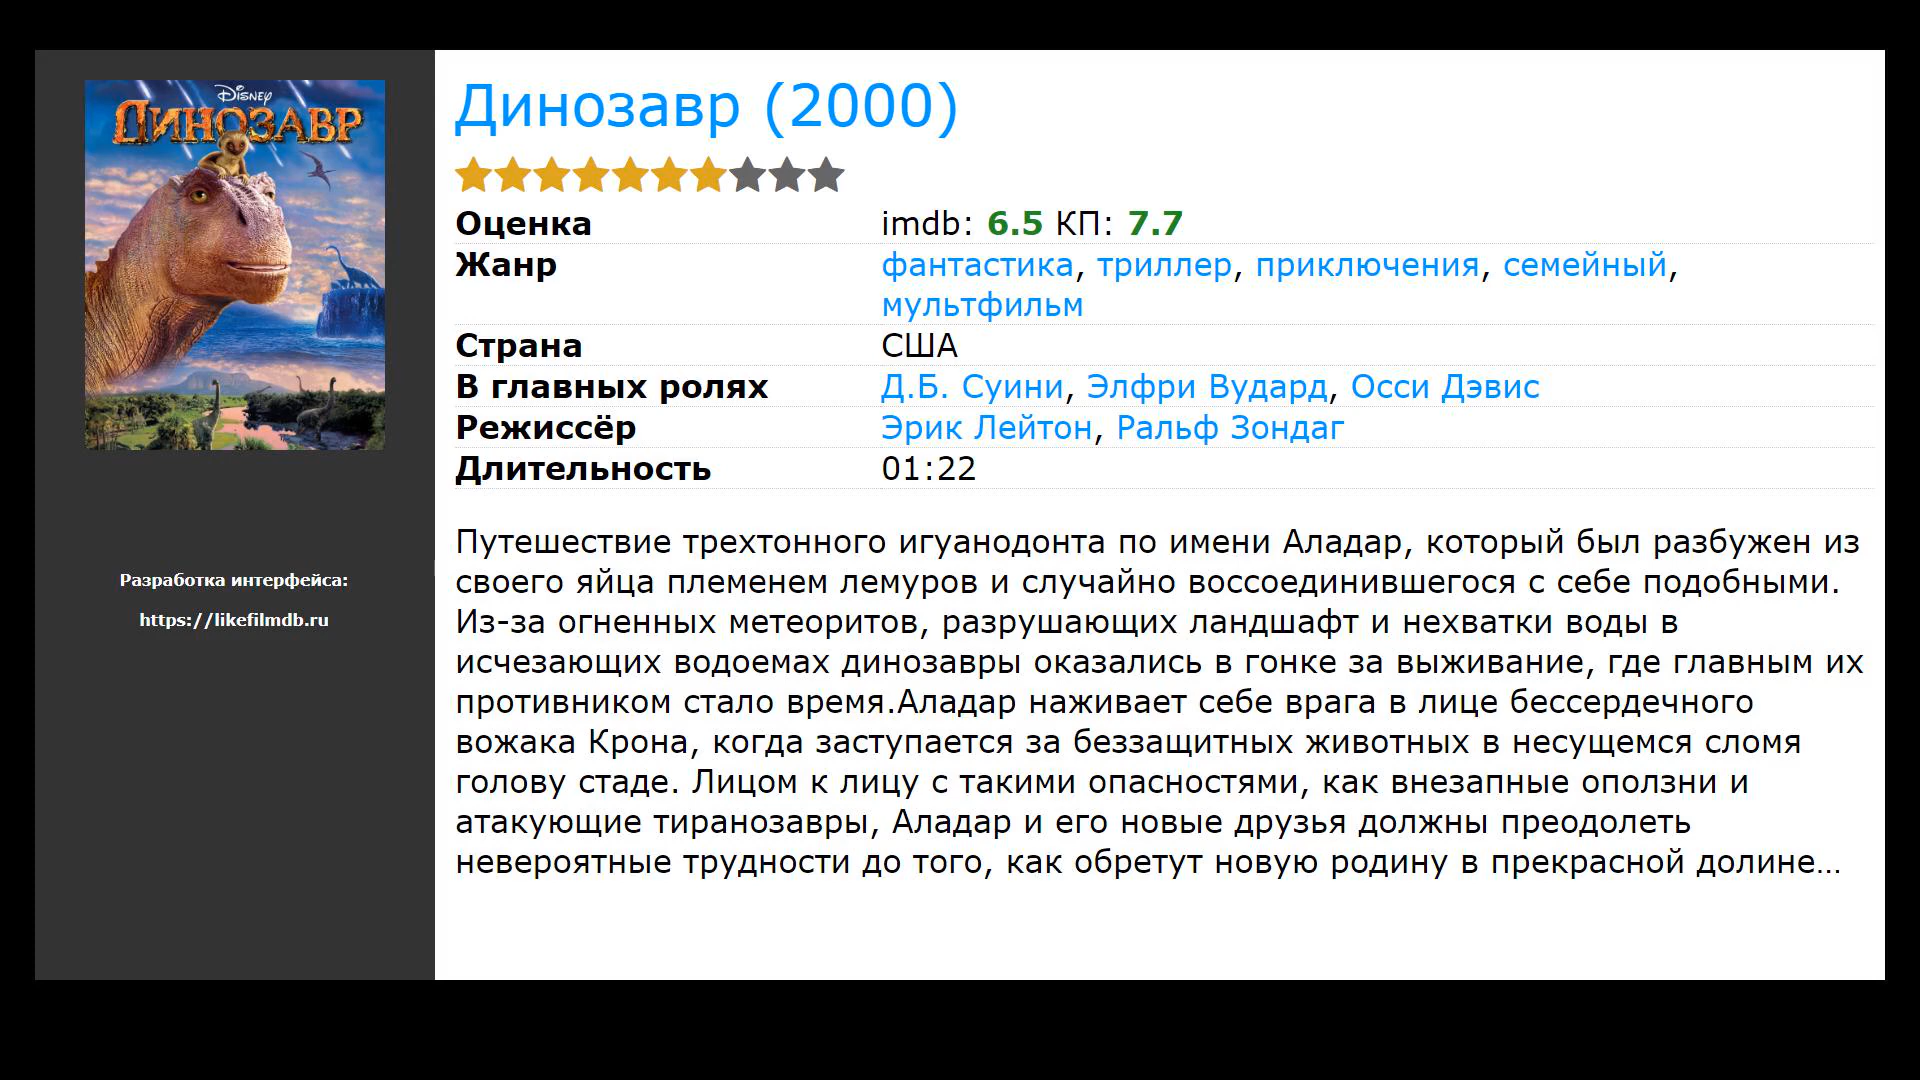 Disney
ДИНОЗАВР
Разработка интерфейса:
https://likefilmdb.ru
Динозавр (2000)
Оценка imdb: 6.5 КП: 7.7
Жанр фантастика, триллер, приключения, семейный,
мультфильм
Страна США
В главных ролях Д.Б. Суини, Элфри Вудард, Осси Дэвис
Режиссёр Эрик Лейтон, Ральф Зондаг
Длительность 01:22
Путешествие трехтонного игуанодонта по имени Аладар, который был разбужен из
своего яйца племенем лемуров и случайно воссоединившегося с себе подобными.
Из-за огненных метеоритов, разрушающих ландшафт и нехватки воды в
исчезающих водоемах динозавры оказались в гонке за выживание, где главным их
противником стало время.Аладар наживает себе врага в лице бессердечного
вожака Крона, когда заступается за беззащитных животных в несущемся сломя
голову стаде. Лицом к лицу с такими опасностями, как внезапные оползни и
атакующие тиранозавры, Аладар и его новые друзья должны преодолеть
невероятные трудности до того, как обретут новую родину в прекрасной долине…